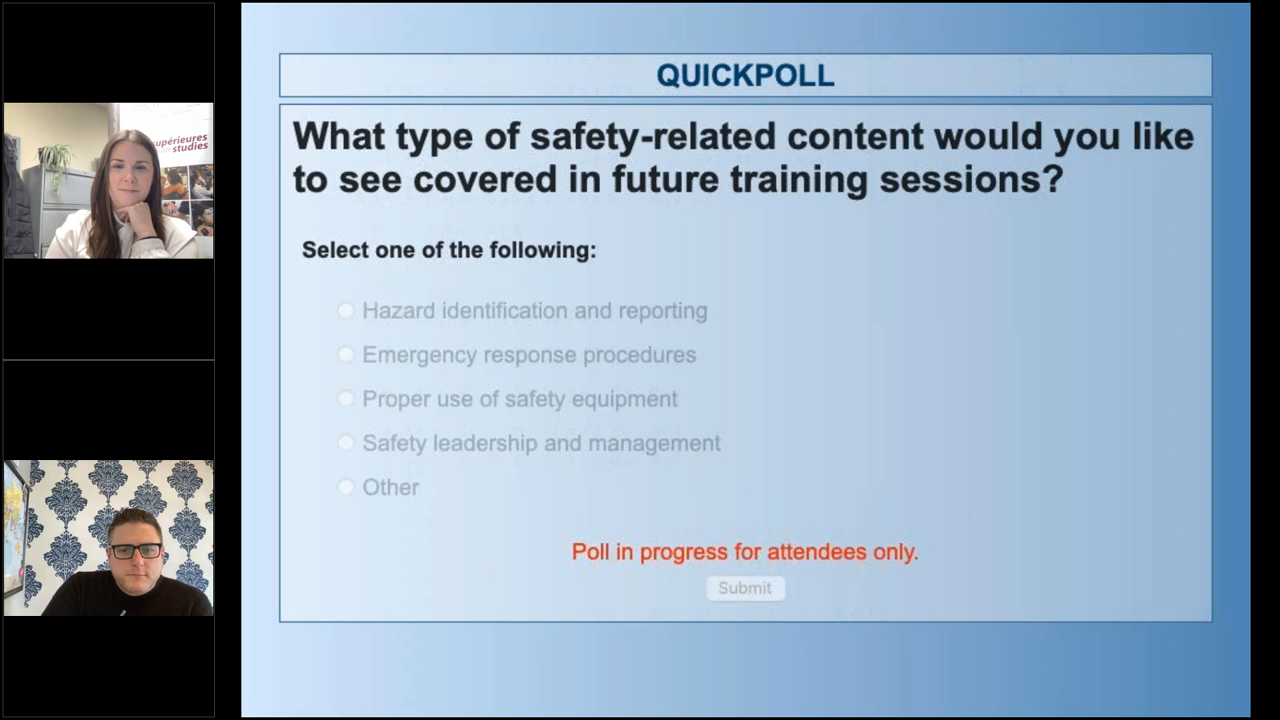 supérieures
studies
QUICKPOLL
What type of safety-related content would you like
to see covered in future training sessions?
Select one of the following:
Hazard identification and reporting
Emergency response procedures
Proper use of safety equipment
Safety leadership and management
Other
Poll in progress for attendees only.
Submit